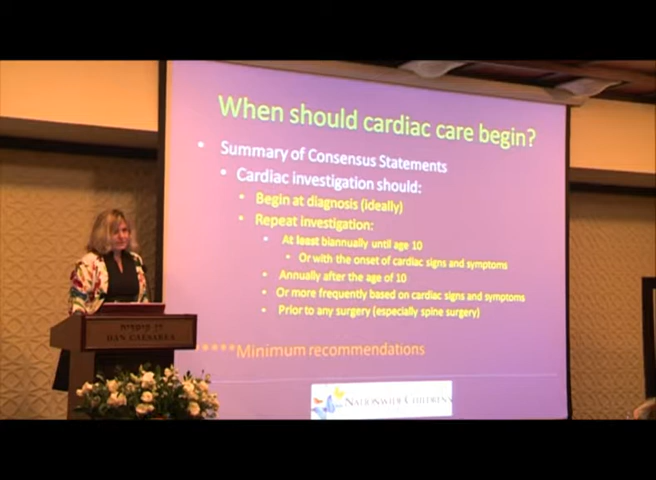 When should cardiac care begin?
• Summary of Consensus Statements
• Cardiac investigation should:
• Begin at diagnosis (ideally)
• Repeat investigation:
• At least biannually until age 10
• Or with the onset of cardiac signs and symptoms
• Annually after the age of 10
• Or more frequently based on cardiac signs and symptoms
• Prior to any surgery (especially spine surgery)
*****Minimum recommendations
NATIONWIDE CHILDREN'S
דן קיסריה
DAN CAESAREA